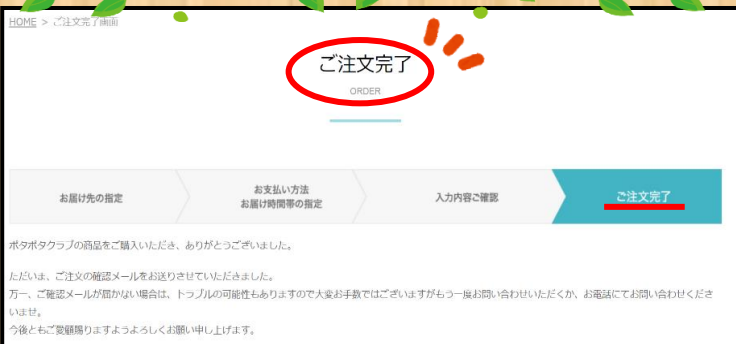 HOME > ご注文完了画面
ご注文完了
ORDER
お届け先の指定
お支払い方法
お届け時間帯の指定
入力内容ご確認
ご注文完了
ポタポタクラブの商品をご購入いただき、ありがとうございました。
ただいま、ご注文の確認メールをお送りさせていただきました。
万一、ご確認メールが届かない場合は、トラブルの可能性もありますので大変お手数ではございますがもう一度お問い合わせいただくか、お電話にてお問い合わせくださ
いませ。
今後ともご愛顧賜りますようよろしくお願い申し上げます。